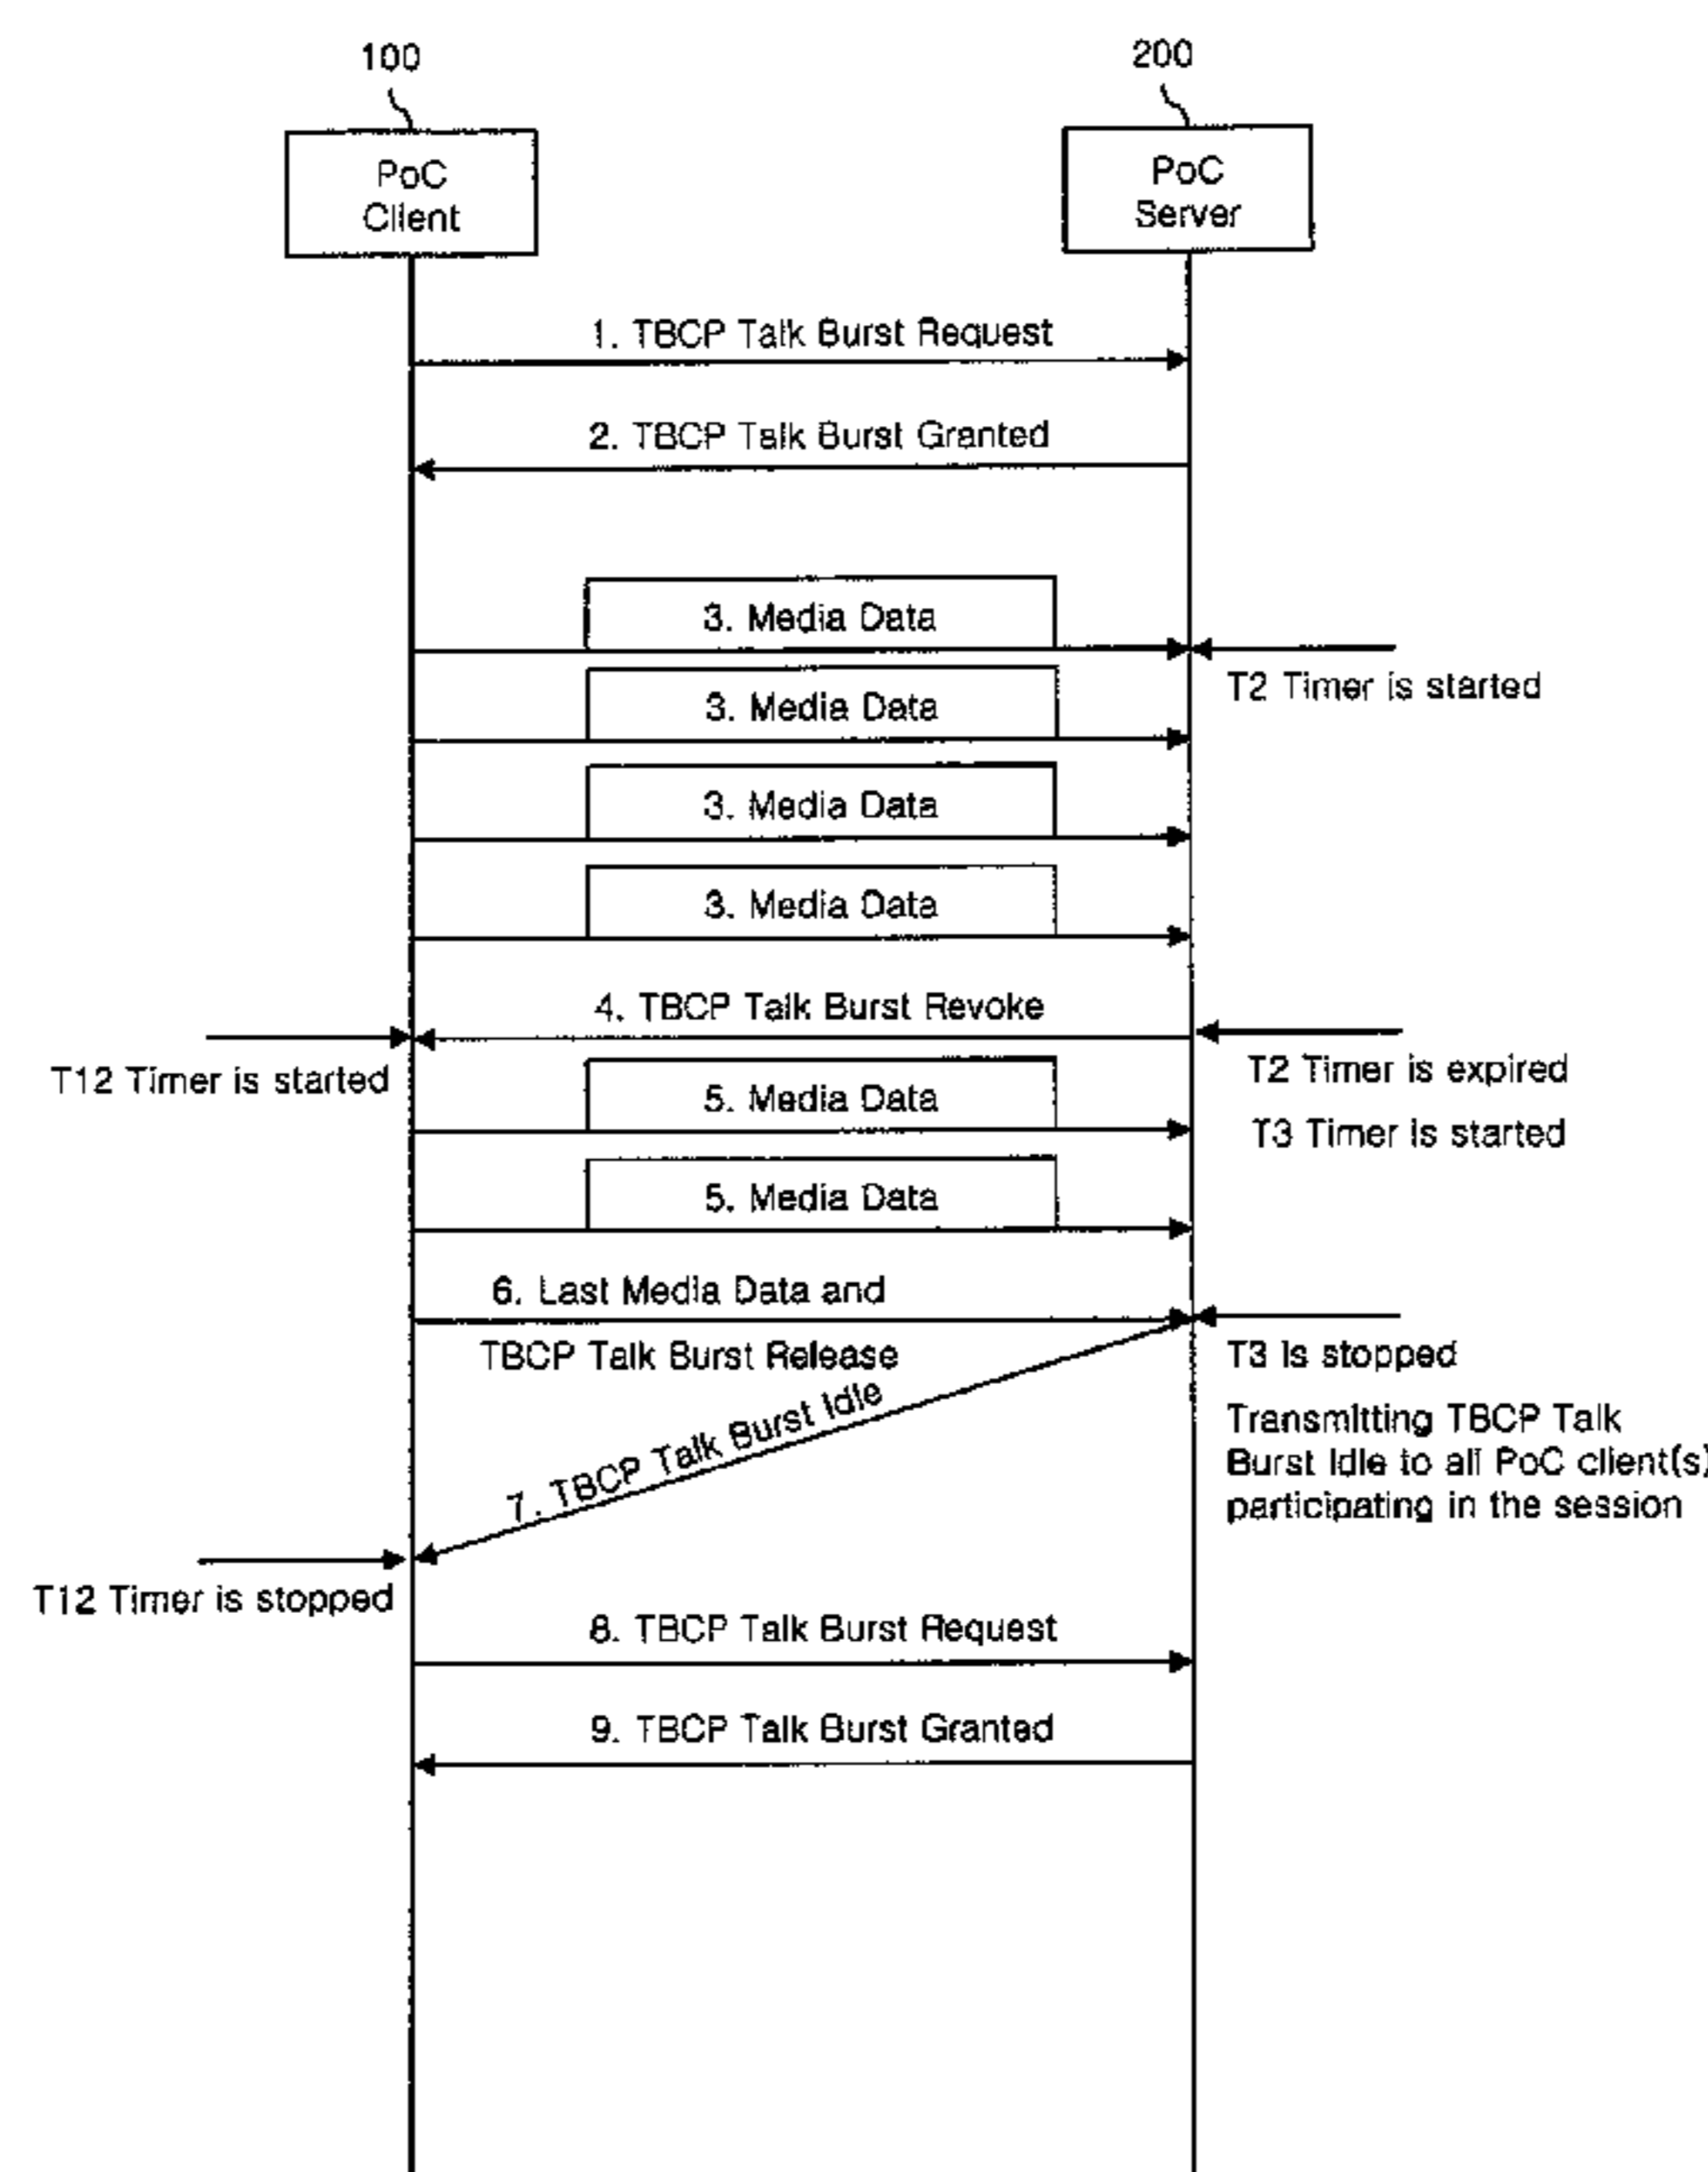 100
200
PoC
Client
PoC
Server
1. TBCP Talk Burst Request
2. TBCP Talk Burst Granted
3. Media Data
T2 Timer is started
3. Media Data
3. Media Data
3. Media Data
4. TBCP Talk Burst Revoke
T12 Timer is started
T2 Timer is expired
5. Media Data
T3 Timer is started
5. Media Data
6. Last Media Data and
TBCP Talk Burst Release
T3 is stopped
7. TBCP Talk Burst Idle
Transmitting TBCP Talk
Burst Idle to all PoC client(s)
participating in the session
T12 Timer is stopped
8. TBCP Talk Burst Request
9. TBCP Talk Burst Granted